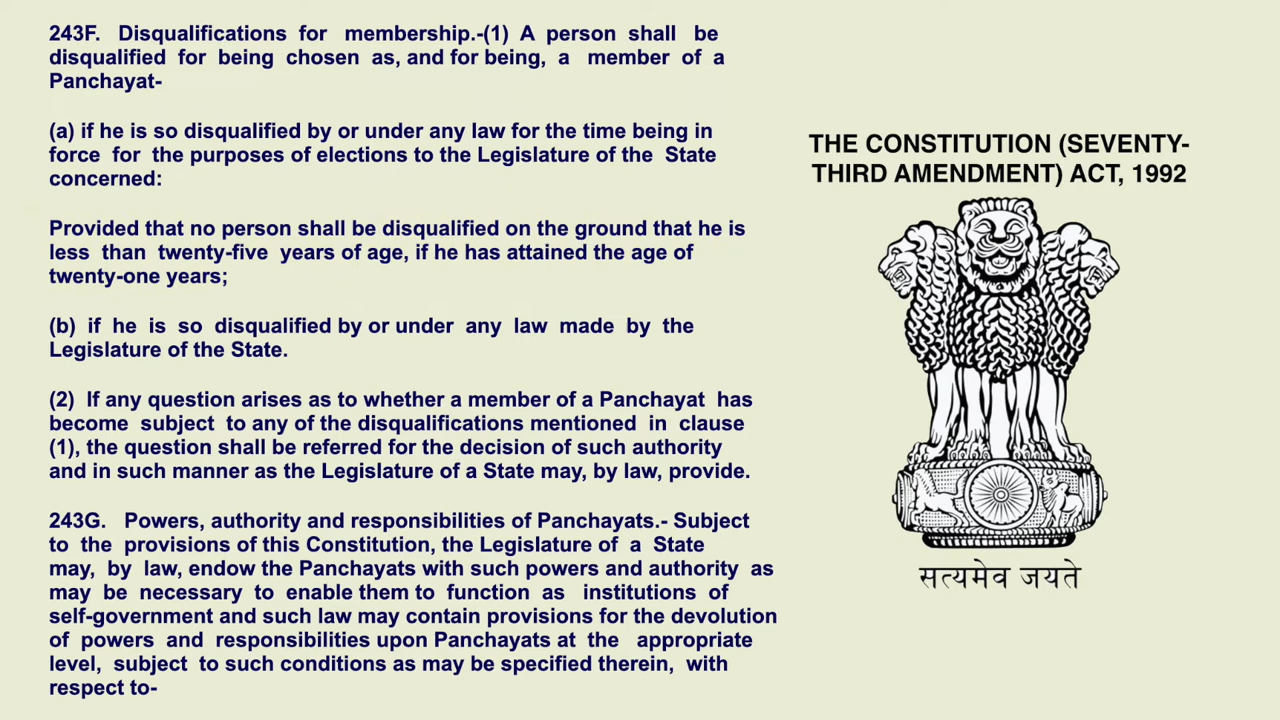 243F. Disqualifications for membership.-(1) A person shall be
disqualified for being chosen as, and for being, a member of a
Panchayat-
(a) if he is so disqualified by or under any law for the time being in
force for the purposes of elections to the Legislature of the State
concerned:
Provided that no person shall be disqualified on the ground that he is
less than twenty-five years of age, if he has attained the age of
twenty-one years;
(b) if he is so disqualified by or under any law made by the
Legislature of the State.
(2) If any question arises as to whether a member of a Panchayat has
become subject to any of the disqualifications mentioned in clause
(1), the question shall be referred for the decision of such authority
and in such manner as the Legislature of a State may, by law, provide.
243G. Powers, authority and responsibilities of Panchayats.- Subject
to the provisions of this Constitution, the Legislature of a State
may, by law, endow the Panchayats with such powers and authority as
may be necessary to enable them to function as institutions of
self-government and such law may contain provisions for the devolution
of powers and responsibilities upon Panchayats at the appropriate
level, subject to such conditions as may be specified therein, with
respect to-
THE CONSTITUTION (SEVENTY-
THIRD AMENDMENT) ACT, 1992
सत्यमेव जयते